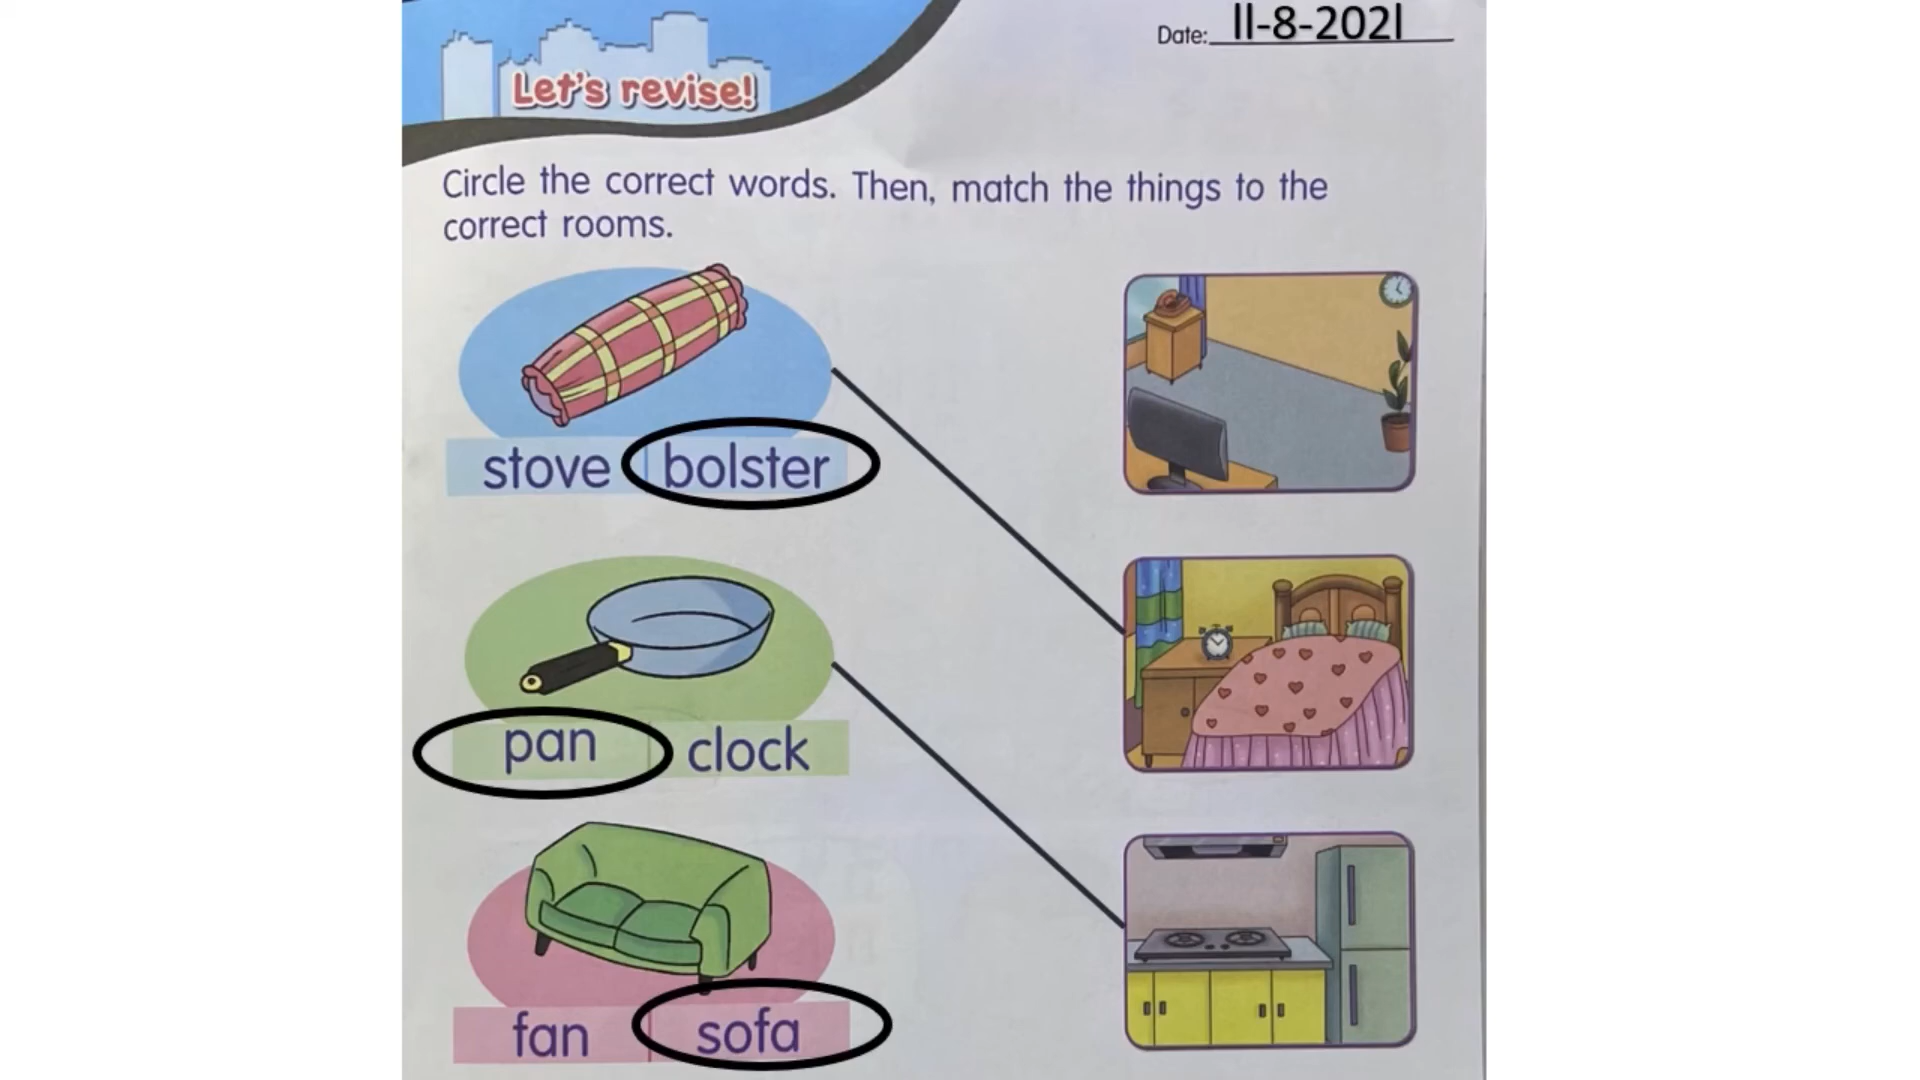 Date: 11-8-2021
Let's revise!
Circle the correct words. Then, match the things to the
correct rooms.
stove bolster
pan clock
fan sofa